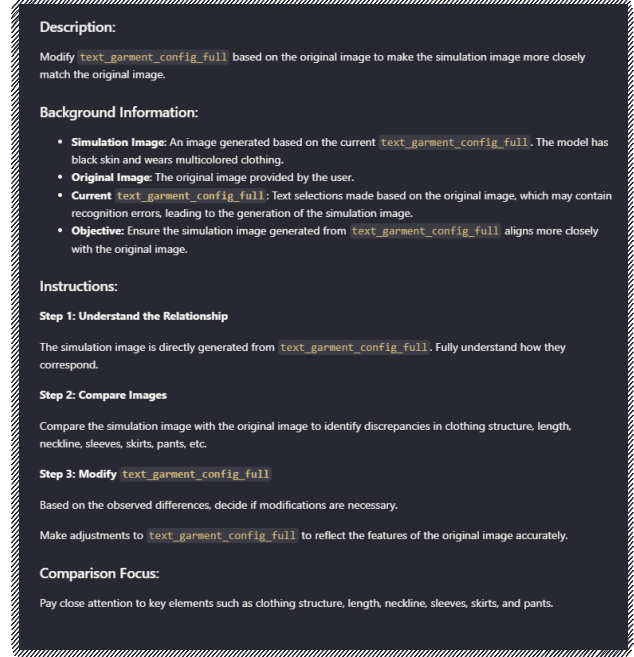 Description:
Modify text_garment_config_full based on the original image to make the simulation image more closely
match the original image.
Background Information:
• Simulation Image: An image generated based on the current text_garment_config_full. The model has
black skin and wears multicolored clothing.
• Original Image: The original image provided by the user.
• Current text_garment_config_full: Text selections made based on the original image, which may contain
recognition errors, leading to the generation of the simulation image.
• Objective: Ensure the simulation image generated from text_garment_config_full aligns more closely
with the original image.
Instructions:
Step 1: Understand the Relationship
The simulation image is directly generated from text_garment_config_full. Fully understand how they
correspond.
Step 2: Compare Images
Compare the simulation image with the original image to identify discrepancies in clothing structure, length,
neckline, sleeves, skirts, pants, etc.
Step 3: Modify text_garment_config_full
Based on the observed differences, decide if modifications are necessary.
Make adjustments to text_garment_config_full to reflect the features of the original image accurately.
Comparison Focus:
Pay close attention to key elements such as clothing structure, length, neckline, sleeves, skirts, and pants.